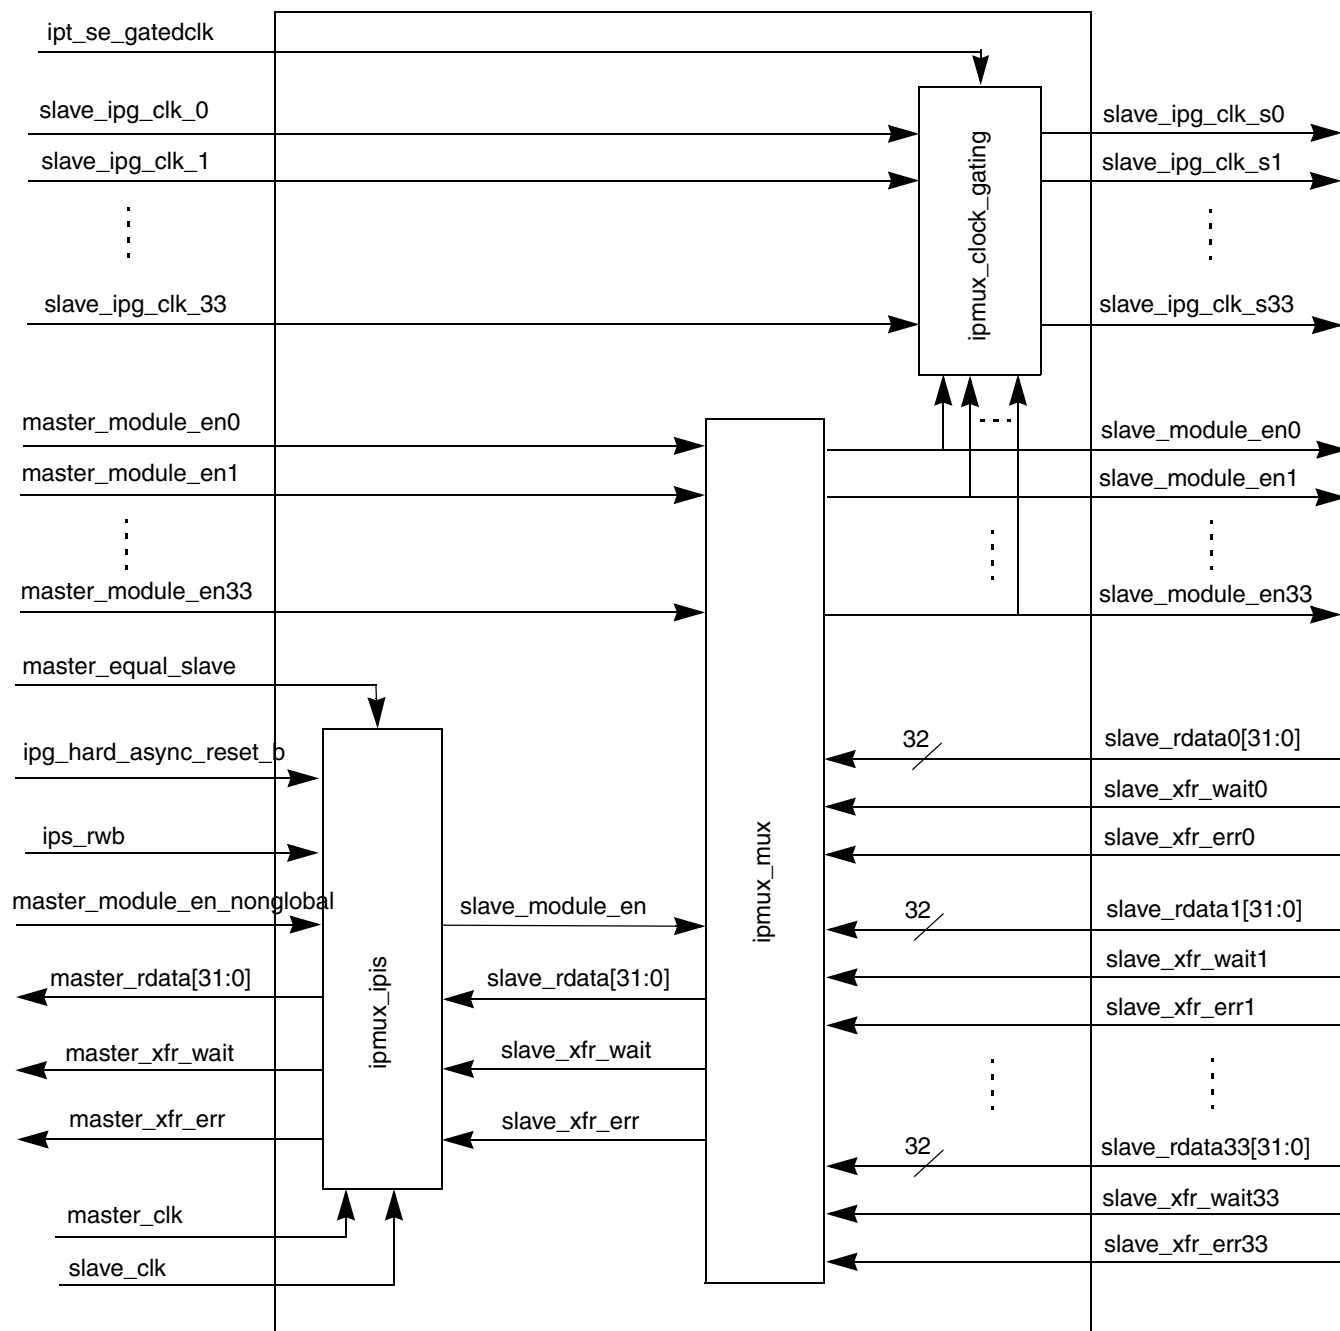 ipt_se_gatedclk
slave_ipg_clk_0
slave_ipg_clk_s0
slave_ipg_clk_1
slave_ipg_clk_s1
ipmux_clock_gating
slave_ipg_clk_33
slave_ipg_clk_s33
master_module_en0
slave_module_en0
master_module_en1
slave_module_en1
master_module_en33
slave_module_en33
master_equal_slave
32
slave_rdata0[31:0]
ipg_hard_async_reset_b
slave_xfr_wait0
ips_rwb
slave_xfr_err0
ipmux_mux
master_module_en_nonglobal
slave_module_en
32
slave_rdata1[31:0]
slave_xfr_wait1
master_rdata[31:0]
slave_rdata[31:0]
ipmux_ipis
slave_xfr_err1
master_xfr_wait
slave_xfr_wait
master_xfr_err
slave_xfr_err
32
slave_rdata33[31:0]
slave_xfr_wait33
master_clk
slave_xfr_err33
slave_clk